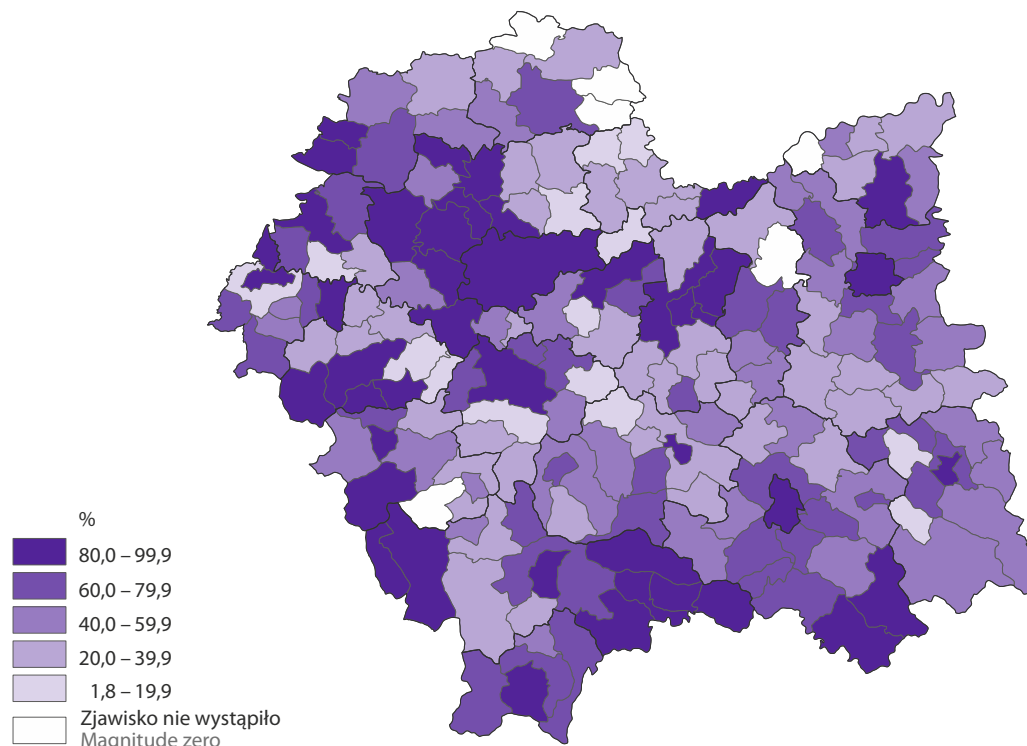 %
80,0 – 99,9
60,0 – 79,9
40,0 – 59,9
20,0 – 39,9
1,8 – 19,9
Zjawisko nie wystąpiło
Magnitude zero